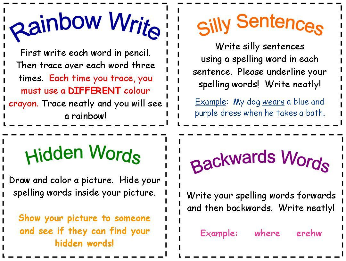 Rainbow Write
First write each word in pencil.
Then trace over each word three
times. Each time you trace, you
must use a DIFFERENT colour
crayon. Trace neatly and you will see
a rainbow!
Silly Sentences
Write silly sentences
using a spelling word in each
sentence. Please underline your
spelling words! Write neatly!
Example: My dog wears a blue and
purple dress when he takes a bath.
Hidden Words
Draw and color a picture. Hide your
spelling words inside your picture.
Show your picture to someone
and see if they can find your
hidden words!
Backwards Words
Write your spelling words forwards
and then backwards. Write neatly!
Example: where erehw